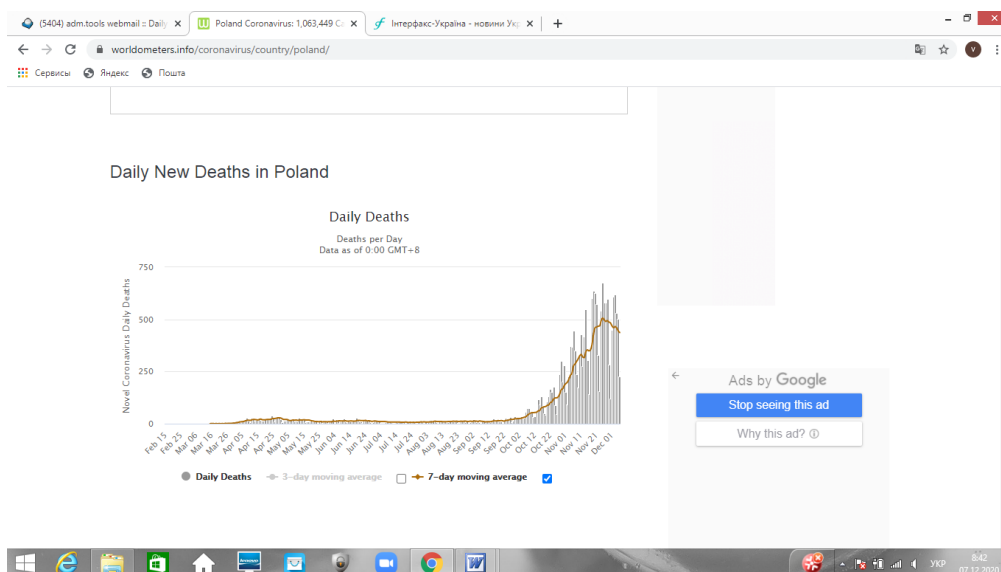 (5404) adm.tools webmail :: Daily
Poland Coronavirus: 1,063,449 C
Інтерфакс-Україна - новини Укр
worldometers.info/coronavirus/country/poland/
V
Сервисы
Яндекс
Пошта
Daily New Deaths in Poland
Daily Deaths
Deaths per Day
Data as of 0:00 GMT+8
Novel Coronavirus Daily Deaths
750
500
250
0
Feb 15
Feb 25
Mar 06
Mar 16
Mar 26
Apr 05
Apr 15
Apr 25
May 05
May 15
May 25
Jun 04
Jun 14
Jun 24
Jul 04
Jul 14
Jul 24
Aug 03
Aug 13
Aug 23
Sep 02
Sep 12
Sep 22
Oct 02
Oct 12
Oct 22
Nov 01
Nov 11
Nov 21
Dec 01
Daily Deaths
3-day moving average
7-day moving average
Ads by Google
Stop seeing this ad
Why this ad?
УКР
8:42
07.12.2020